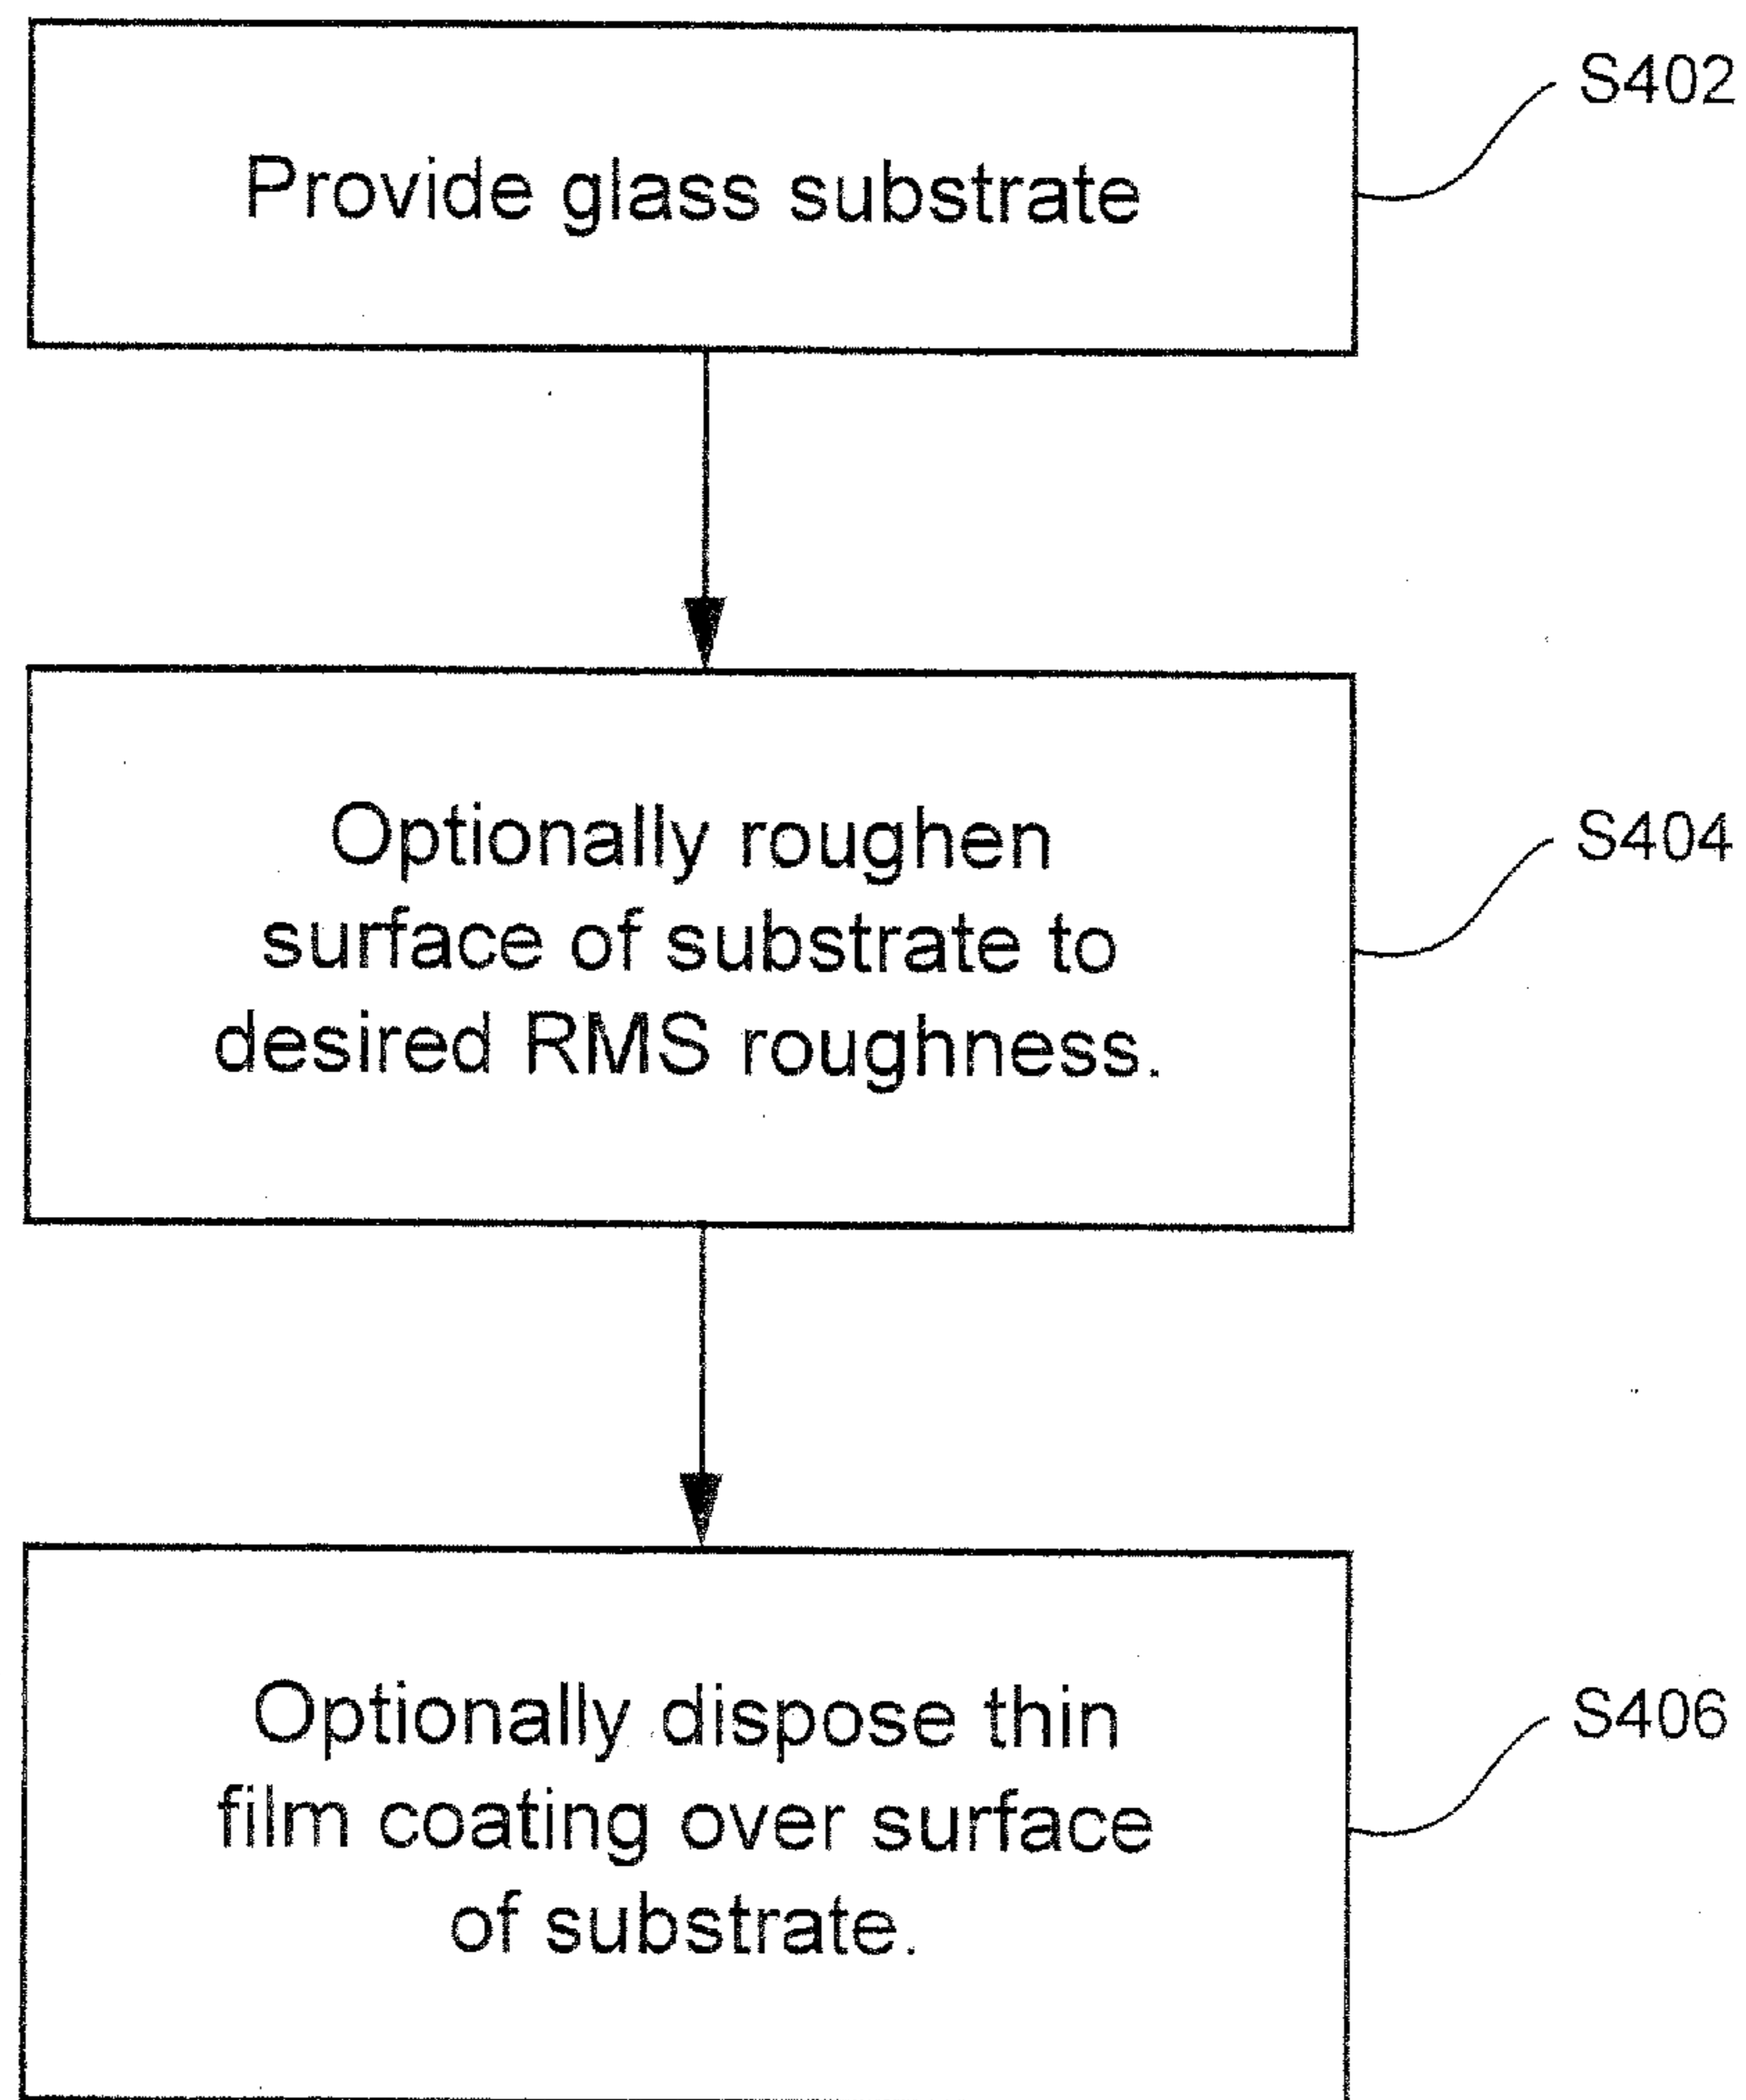 S402
Provide glass substrate
S404
Optionally roughen
surface of substrate to
desired RMS roughness.
S406
Optionally dispose thin
film coating over surface
of substrate.